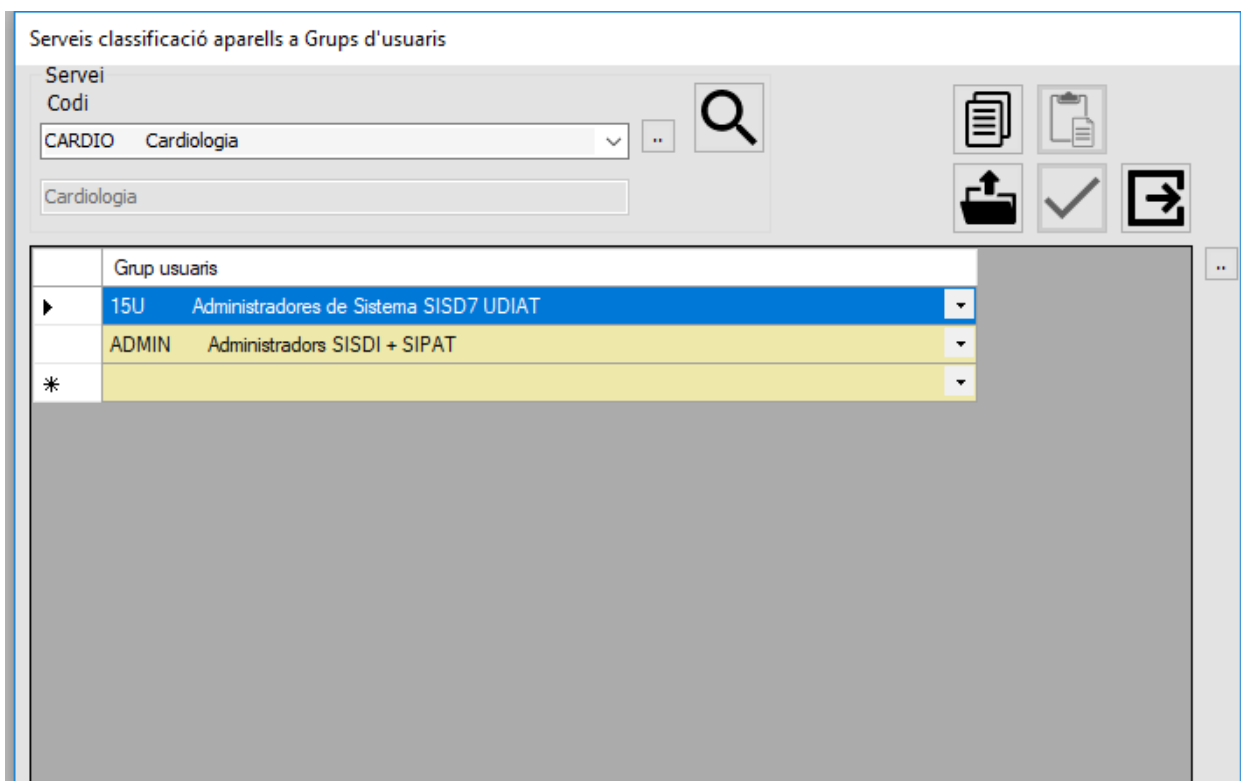 Serveis classificació aparells a Grups d'usuaris
Servei
Codi
CARDIO Cardiologia
..
Cardiologia
..
Grup usuaris
15U Administradores de Sistema SISD7 UDIAT
ADMIN Administradors SISDI + SIPAT